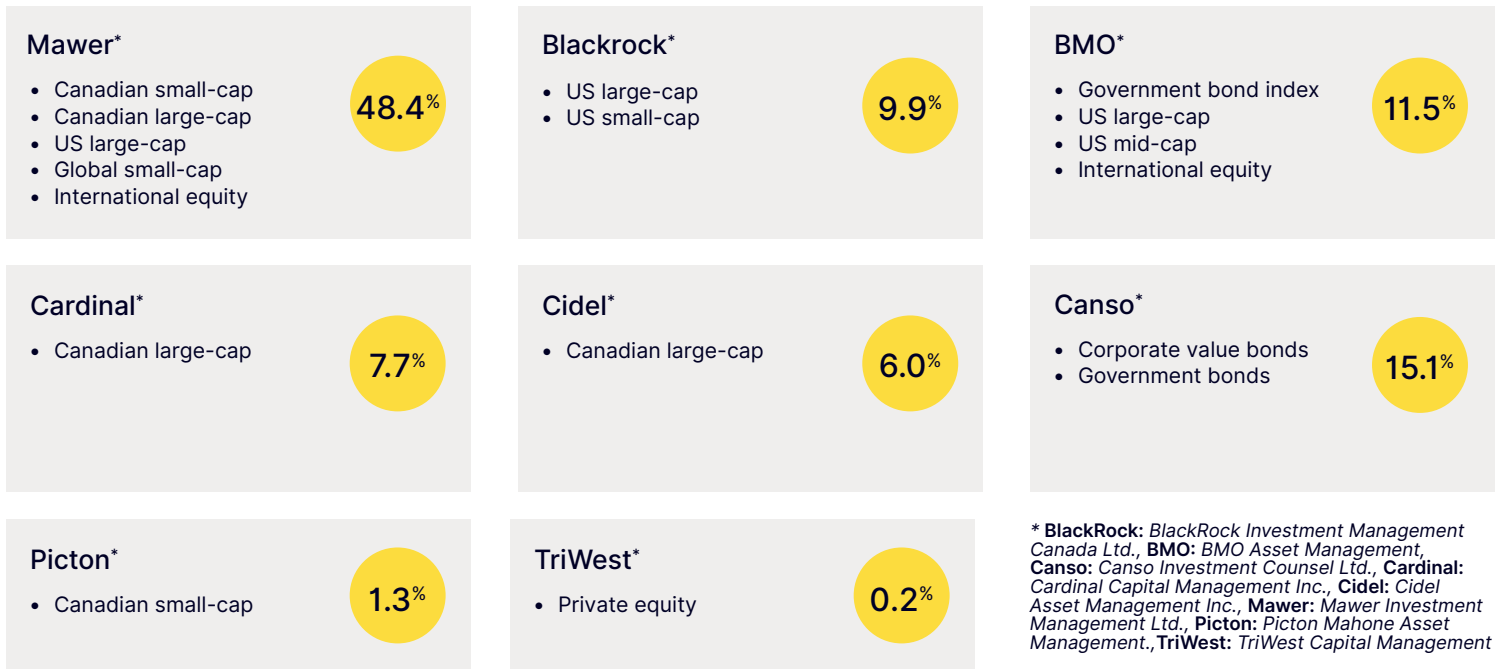 Mawer*
• Canadian small-cap
• Canadian large-cap
• US large-cap
• Global small-cap
• International equity
48.4%
Blackrock*
• US large-cap
• US small-cap
9.9%
BMO*
• Government bond index
• US large-cap
• US mid-cap
• International equity
11.5%
Cardinal*
• Canadian large-cap
7.7%
Cidel*
• Canadian large-cap
6.0%
Canso*
• Corporate value bonds
• Government bonds
15.1%
Picton*
• Canadian small-cap
1.3%
TriWest*
• Private equity
0.2%
* BlackRock: BlackRock Investment Management
Canada Ltd., BMO: BMO Asset Management,
Canso: Canso Investment Counsel Ltd., Cardinal:
Cardinal Capital Management Inc., Cidel: Cidel
Asset Management Inc., Mawer: Mawer Investment
Management Ltd., Picton: Picton Mahone Asset
Management.,TriWest: TriWest Capital Management